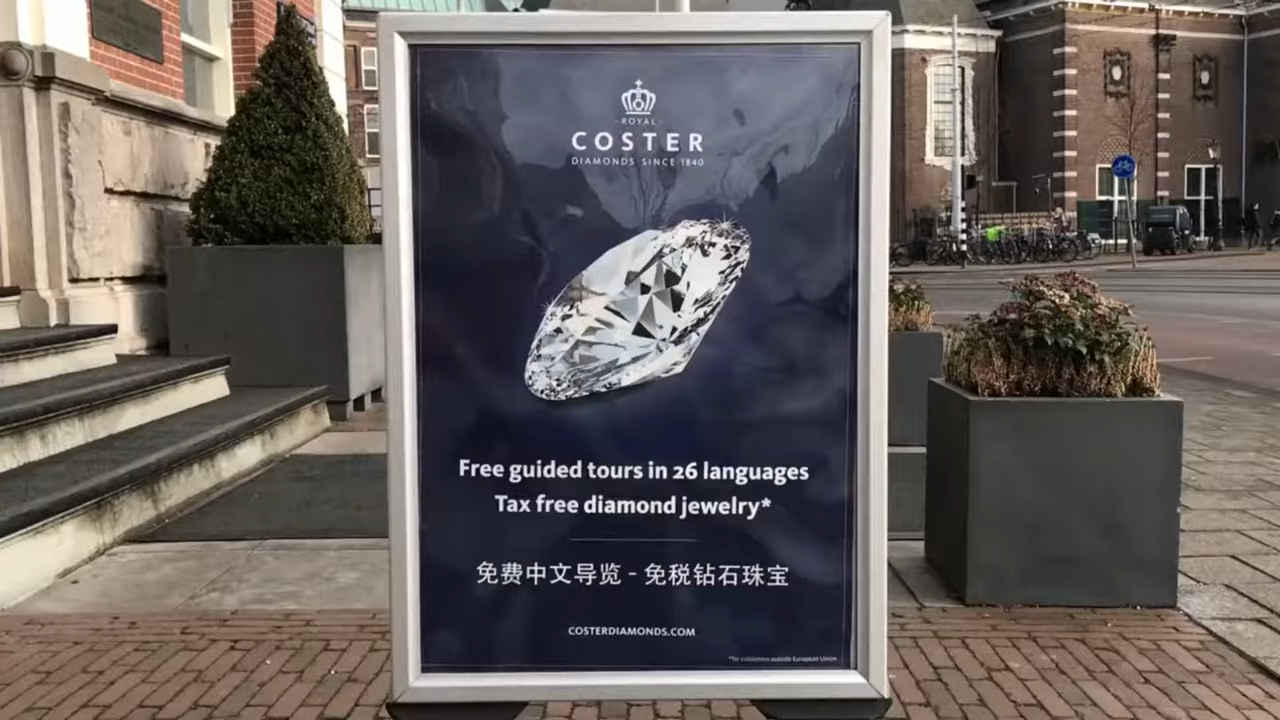 - ROYAL -
COSTER
DIAMONDS SINCE 1840
Free guided tours in 26 languages
Tax free diamond jewelry*
免费中文导览 - 免税钻石珠宝
COSTERDIAMONDS.COM
*for customers outside European Union